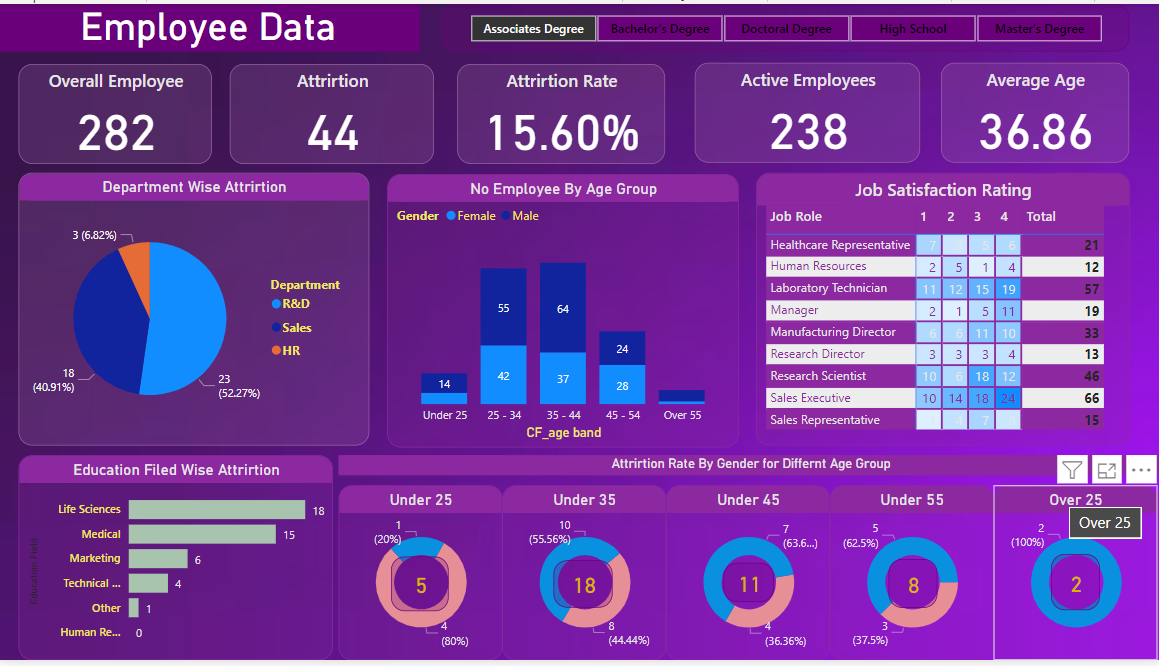 Employee Data
Associates Degree Bachelor's Degree Doctoral Degree High School Master's Degree
Overall Employee
282
Attrirtion
44
Attrirtion Rate
15.60%
Active Employees
238
Average Age
36.86
Department Wise Attrirtion
3 (6.82%)
18
(40.91%)
23
(52.27%)
Department
R&D
Sales
HR
No Employee By Age Group
Gender Female Male
14
55
42
64
37
24
28
Under 25 25 - 34 35 - 44 45 - 54 Over 55
CF_age band
Job Satisfaction Rating
Job Role 1 2 3 4 Total
Healthcare Representative 7 3 5 6 21
Human Resources 2 5 1 4 12
Laboratory Technician 11 12 15 19 57
Manager 2 1 5 11 19
Manufacturing Director 6 6 11 10 33
Research Director 3 3 3 4 13
Research Scientist 10 6 18 12 46
Sales Executive 10 14 18 24 66
Sales Representative 4 7 15
Education Filed Wise Attrirtion
Education Field
Life Sciences 18
Medical 15
Marketing 6
Technical ... 4
Other 1
Human Re... 0
Attrirtion Rate By Gender for Differnt Age Group
Under 25
1
(20%)
5
4
(80%)
Under 35
10
(55.56%)
18
8
(44.44%)
Under 45
7
(63.6...)
11
4
(36.36%)
Under 55
5
(62.5%)
8
3
(37.5%)
Over 25
Over 25
2
(100%)
2